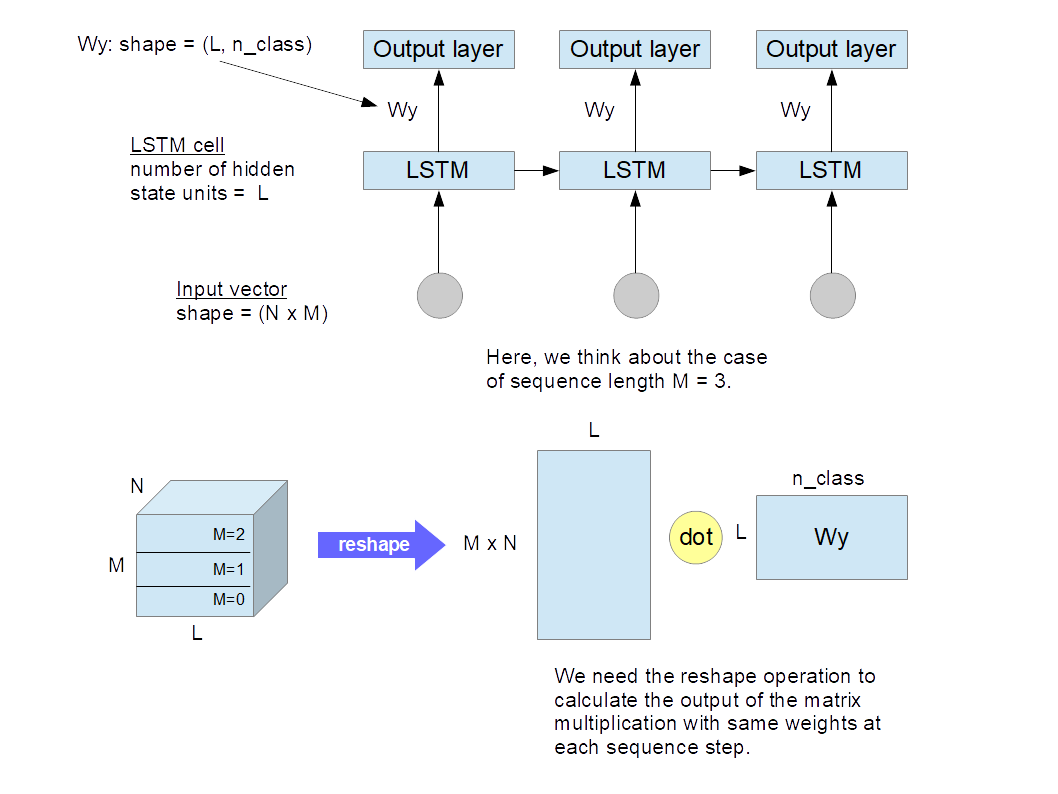 Wy: shape = (L, n_class)
Output layer
Output layer
Output layer
Wy
Wy
Wy
LSTM cell
number of hidden
state units = L
LSTM
LSTM
LSTM
Input vector
shape = (N x M)
Here, we think about the case
of sequence length M = 3.
N
M
M=2
M=1
M=0
L
reshape
M x N
L
dot
L
n_class
Wy
We need the reshape operation to
calculate the output of the matrix
multiplication with same weights at
each sequence step.